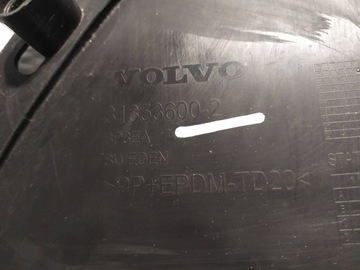 VOLVO
31353600-2
SWEDEN
>PP+EPDM-TD20<